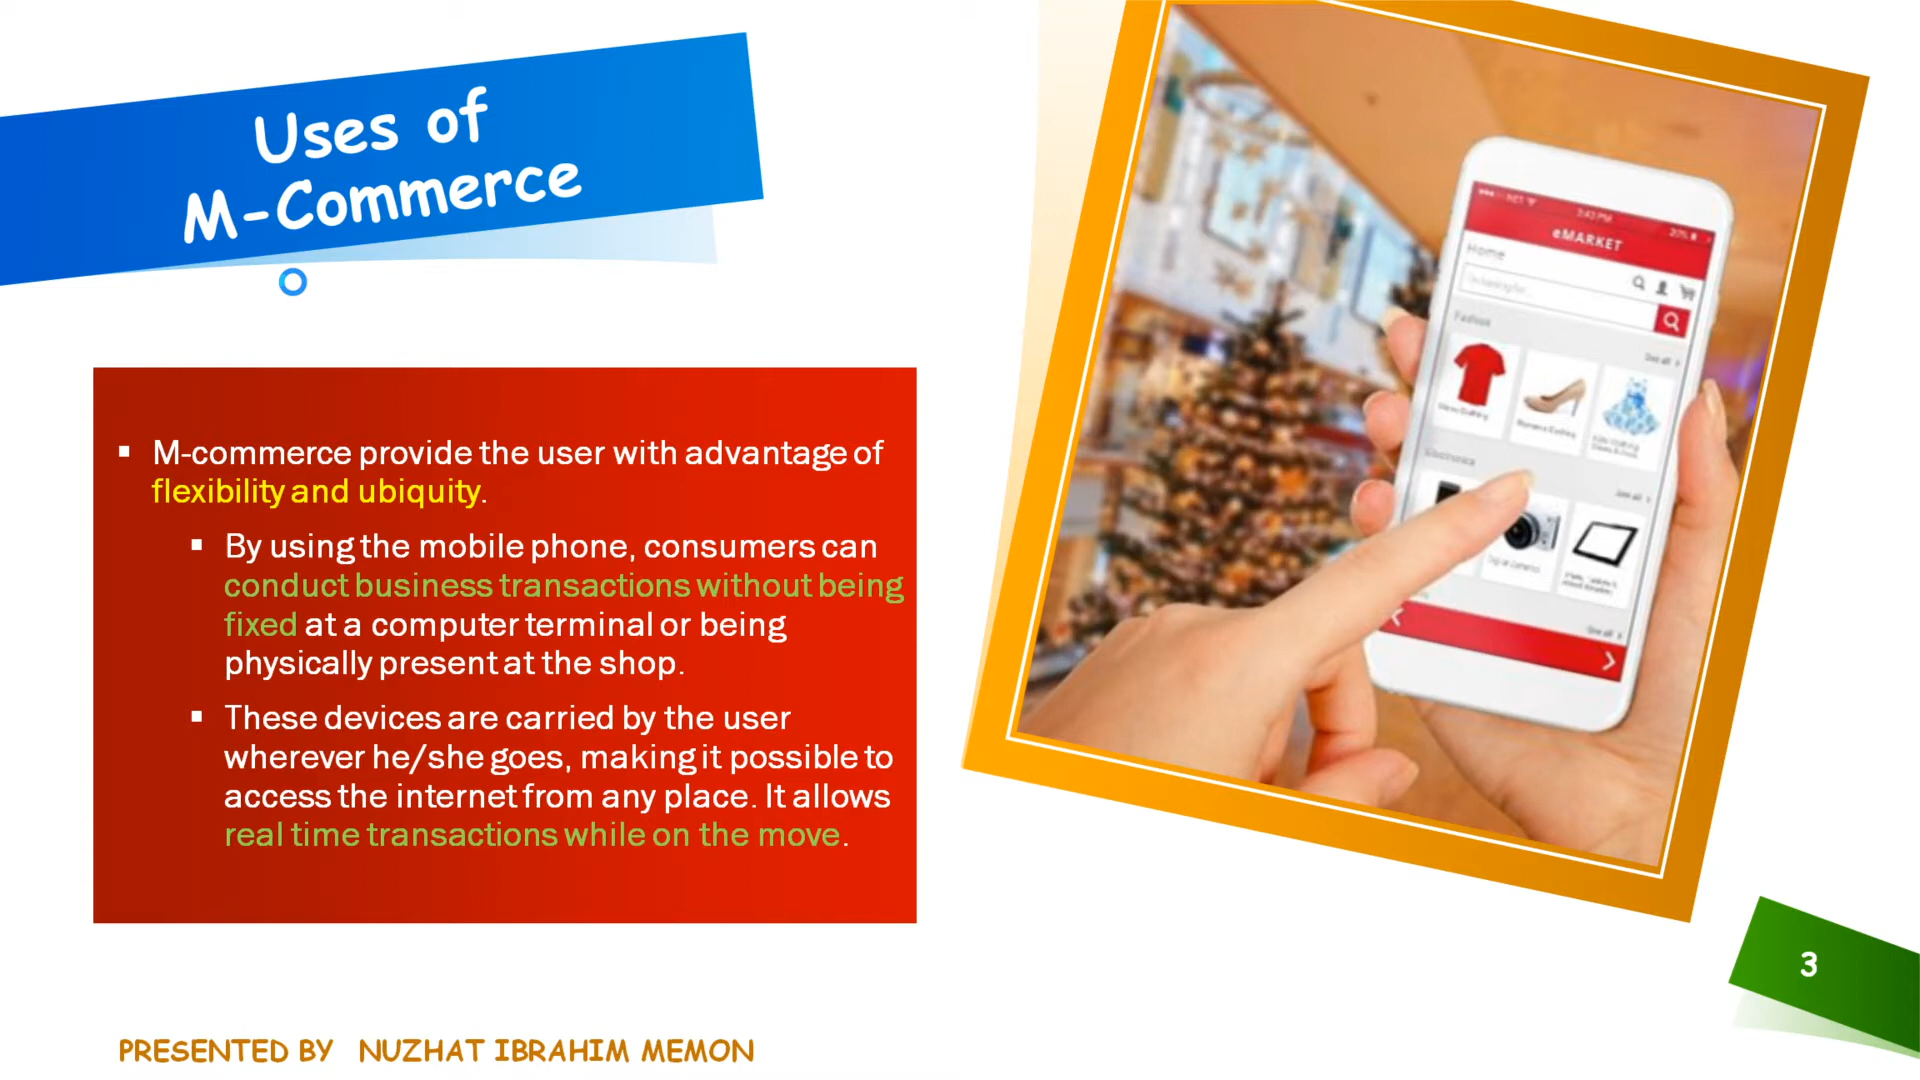 Uses of
M-Commerce
M-commerce provide the user with advantage of
flexibility and ubiquity.
By using the mobile phone, consumers can
conduct business transactions without being
fixed at a computer terminal or being
physically present at the shop.
These devices are carried by the user
wherever he/she goes, making it possible to
access the internet from any place. It allows
real time transactions while on the move.
eMARKET
Home
Fashion
See all
Electronics
See all
See all
3
PRESENTED BY NUZHAT IBRAHIM MEMON